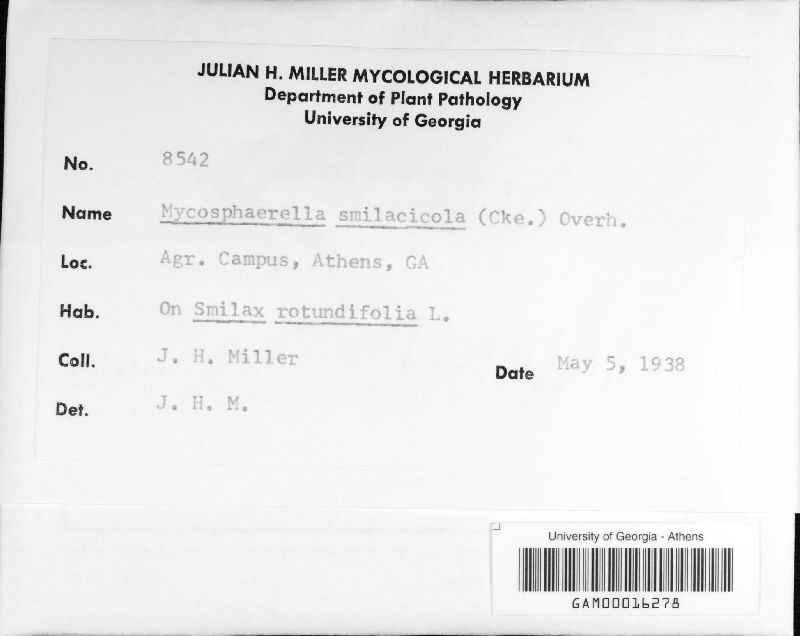 JULIAN H. MILLER MYCOLOGICAL HERBARIUM
Department of Plant Pathology
University of Georgia
No. 8542
Name Mycosphaerella smilacicola (Cke.) Overh.
Loc. Agr. Campus, Athens, GA
Hab. On Smilax rotundifolia L.
Coll. J. H. Miller Date May 5, 1938
Det. J. H. M.
University of Georgia - Athens
GAM00016278